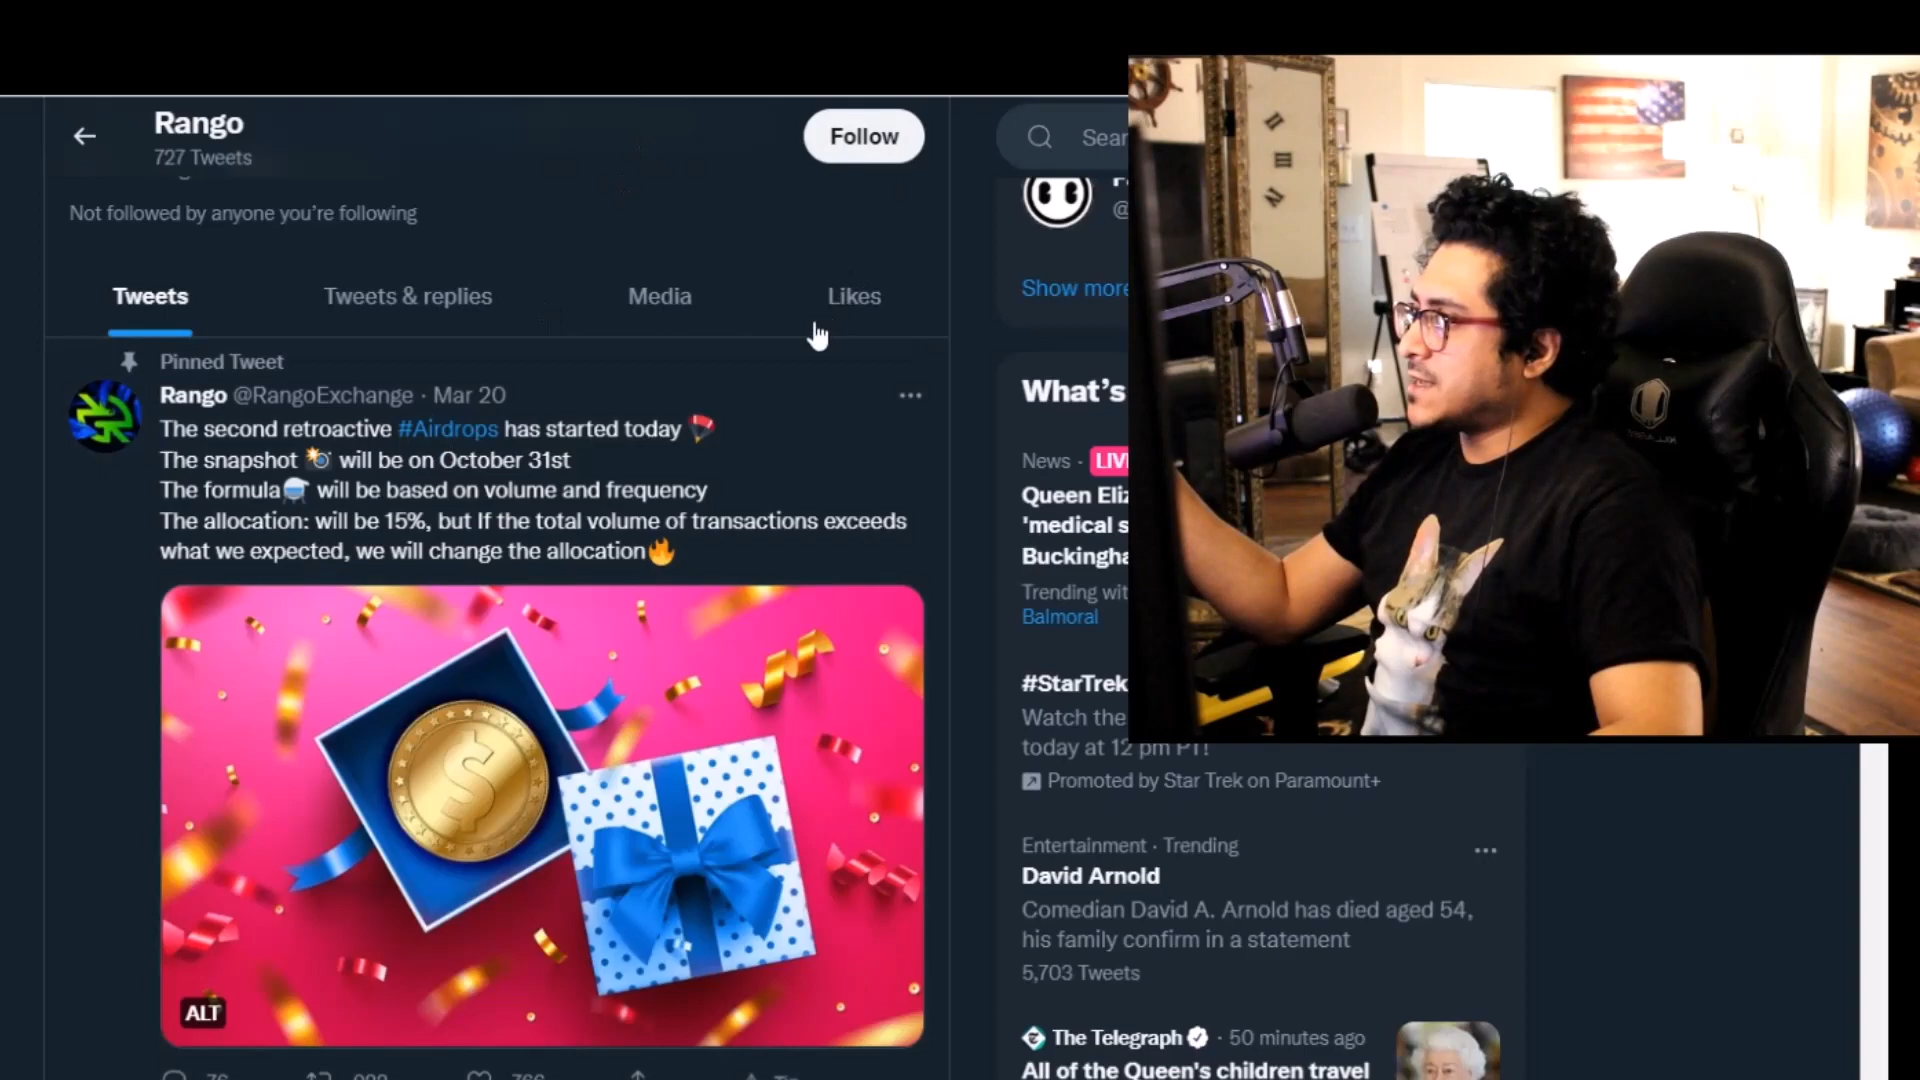 Rango
727 Tweets
Follow
Not followed by anyone you're following
Tweets
Tweets & replies
Media
Likes
Pinned Tweet
Rango @RangoExchange · Mar 20
The second retroactive #Airdrops has started today
The snapshot will be on October 31st
The formula will be based on volume and frequency
The allocation: will be 15%, but If the total volume of transactions exceeds
what we expected, we will change the allocation
ALT
Show more
What's
News ·
Queen
'medical
Trending
Balmoral
#StarTrek
Watch the
today at 12 pm PT!
Promoted by Star Trek on Paramount+
Entertainment · Trending
David Arnold
Comedian David A. Arnold has died aged 54,
his family confirm in a statement
5,703 Tweets
The Telegraph · 50 minutes ago
All of the Queen's children travel